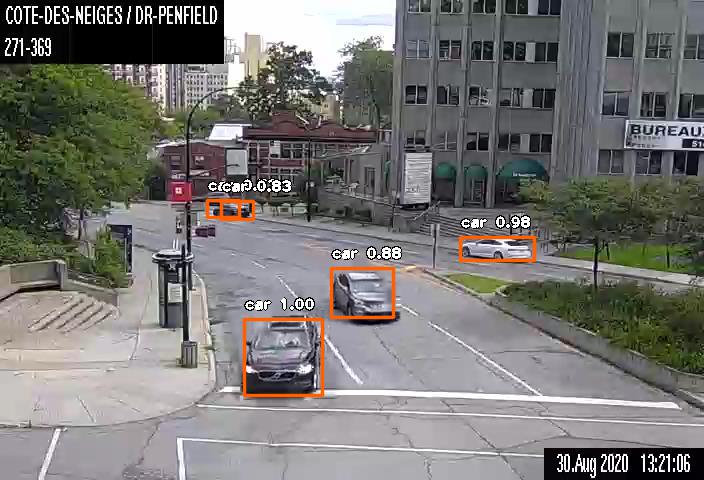 COTE-DES-NEIGES / DR-PENFIELD
271-369
car 0.83
car 0.98
BUREAU
car 0.88
car 1.00
30.Aug 2020 13:21:06